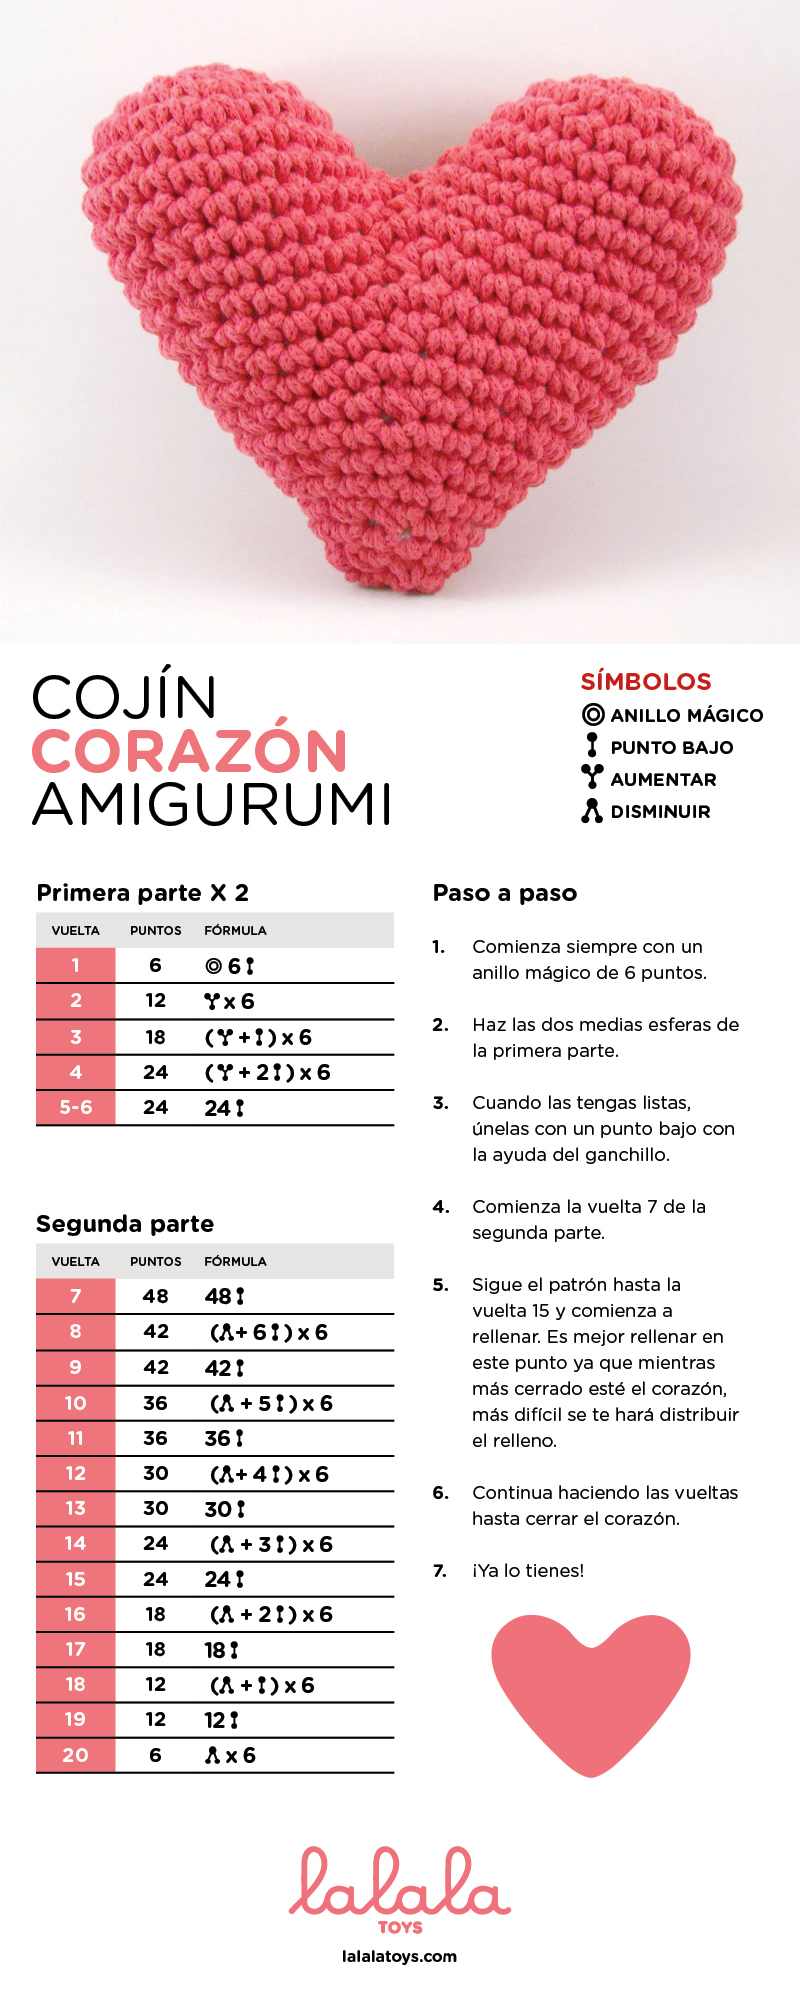 COJÍN
CORAZÓN
AMIGURUMI
SÍMBOLOS
ANILLO MÁGICO
PUNTO BAJO
AUMENTAR
DISMINUIR
Primera parte X 2
VUELTA PUNTOS FÓRMULA
1 6 6
2 12 x 6
3 18 ( + ) x 6
4 24 ( + 2 ) x 6
5-6 24 24
Segunda parte
VUELTA PUNTOS FÓRMULA
7 48 48
8 42 ( + 6 ) x 6
9 42 42
10 36 ( + 5 ) x 6
11 36 36
12 30 ( + 4 ) x 6
13 30 30
14 24 ( + 3 ) x 6
15 24 24
16 18 ( + 2 ) x 6
17 18 18
18 12 ( + ) x 6
19 12 12
20 6 x 6
Paso a paso
1. Comienza siempre con un
anillo mágico de 6 puntos.
2. Haz las dos medias esferas de
la primera parte.
3. Cuando las tengas listas,
únelas con un punto bajo con
la ayuda del ganchillo.
4. Comienza la vuelta 7 de la
segunda parte.
5. Sigue el patrón hasta la
vuelta 15 y comienza a
rellenar. Es mejor rellenar en
este punto ya que mientras
más cerrado esté el corazón,
más difícil se te hará distribuir
el relleno.
6. Continua haciendo las vueltas
hasta cerrar el corazón.
7. ¡Ya lo tienes!
lalala
TOYS
lalalatoys.com